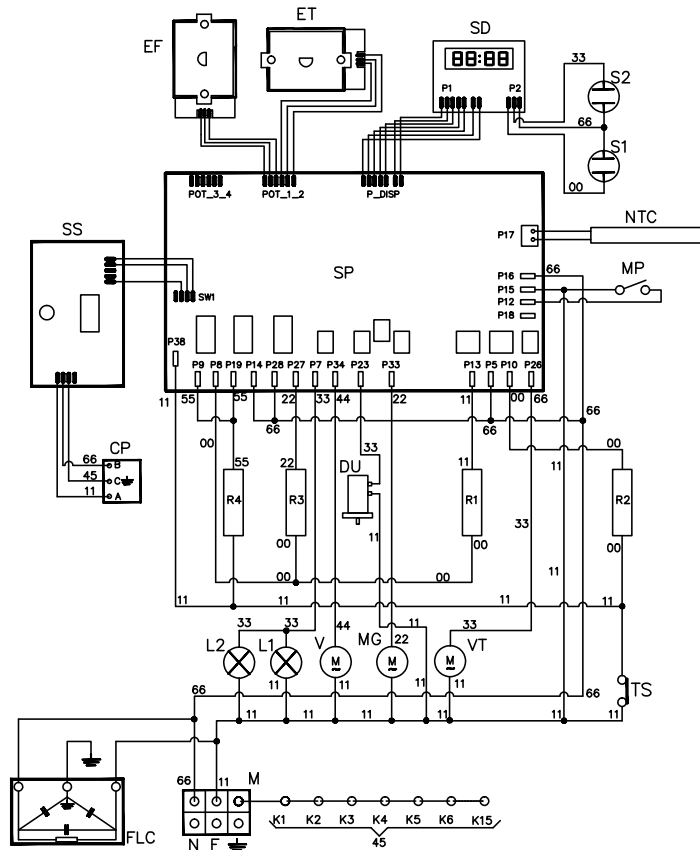 ET
EF
SD
88:88
P1 P2
33
S2
66
S1
00
POT_3_4 POT_1_2 P_DISP
NTC
P17
SS
SP
P16 66
MP
P15
P12
P18
SW1
P38
P9 P8 P19 P14 P28 P27 P7 P34 P23 P33 P13 P5 P10 P26
11 55 55 22 33 44 22 11 00 66
66 66 66
00 33 00
CP
66 B
45 C
11 A
55 22 DU 11 11
R4 R3 R1 R2
33
11
00 00 00
00 00 11
11 11 11 11
33 33 44 11 33
L2 L1 V MG 22 VT
M M M
11 11 11 11
TS
66 66
11 11 11 11 11 11
66 11 M
FLC
K1 K2 K3 K4 K5 K6 K15
N F
45